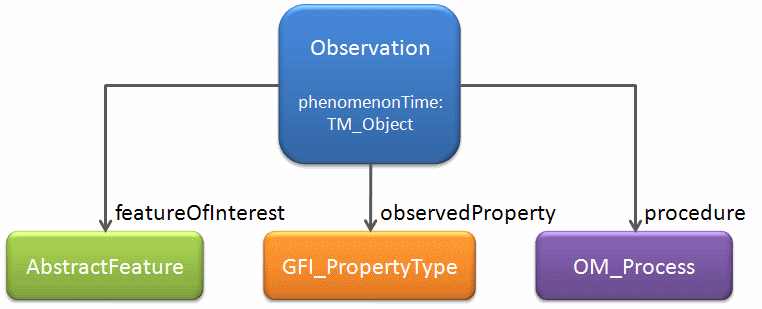 Observation
phenomenonTime:
TM_Object
featureOfInterest
observedProperty
procedure
AbstractFeature
GFI_PropertyType
OM_Process